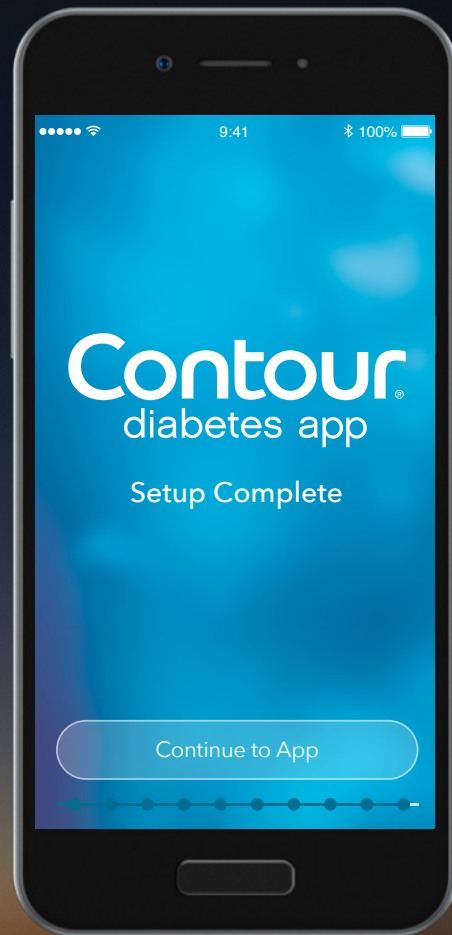 9:41 100%
Contour®
diabetes app
Setup Complete
Continue to App